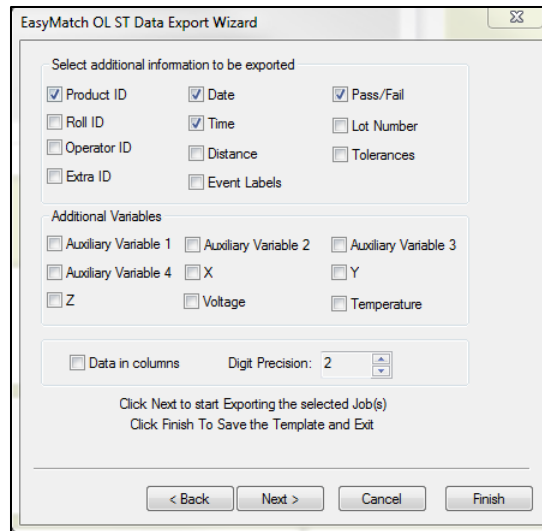 EasyMatch OL ST Data Export Wizard
Select additional information to be exported
Product ID Date Pass/Fail
Roll ID Time Lot Number
Operator ID Distance Tolerances
Extra ID Event Labels
Additional Variables
Auxiliary Variable 1 Auxiliary Variable 2 Auxiliary Variable 3
Auxiliary Variable 4 X Y
Z Voltage Temperature
Data in columns Digit Precision: 2
Click Next to start Exporting the selected Job(s)
Click Finish To Save the Template and Exit
< Back Next > Cancel Finish